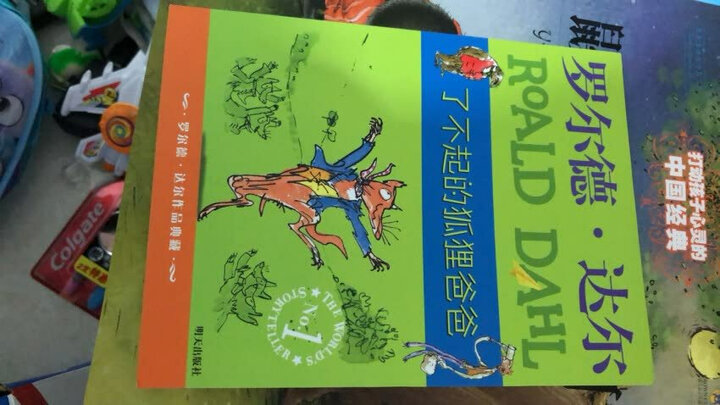 罗尔德·达尔
ROALD DAHL
了不起的狐狸爸爸
·罗尔德·达尔作品典藏·
THE WORLD'S
No.1
STORYTELLER
明天出版社
Colgate
鼠
打动孩子心灵的
中国经典